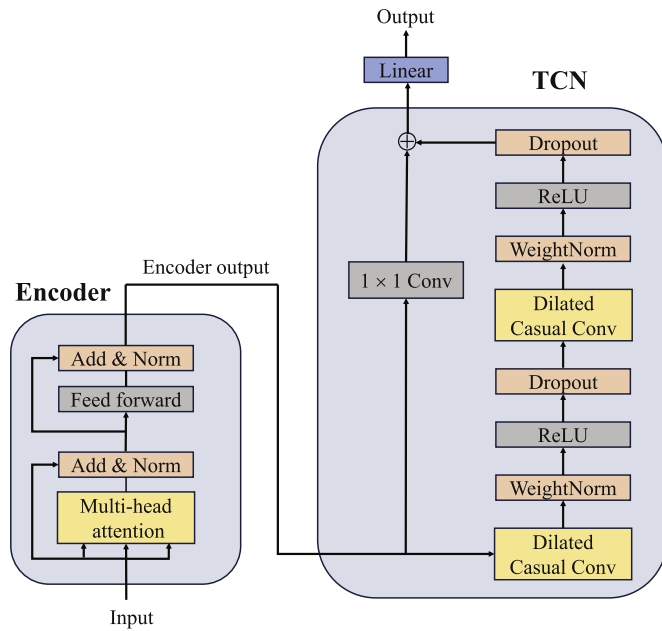 Output
Linear
TCN
Dropout
ReLU
WeightNorm
1 × 1 Conv
Dilated
Casual Conv
Dropout
ReLU
WeightNorm
Dilated
Casual Conv
Encoder output
Encoder
Add & Norm
Feed forward
Add & Norm
Multi-head
attention
Input